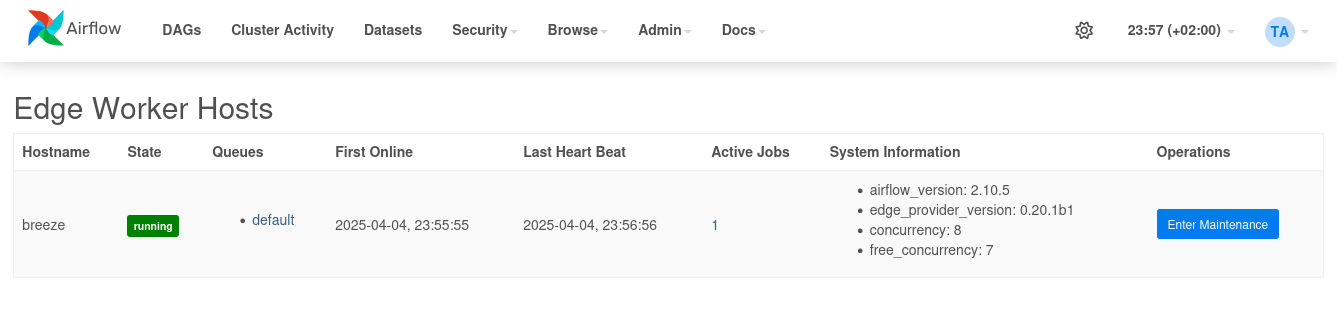 Airflow DAGs Cluster Activity Datasets Security Browse Admin Docs 23:57 (+02:00) TA
Edge Worker Hosts
Hostname State Queues First Online Last Heart Beat Active Jobs System Information Operations
airflow_version: 2.10.5
edge_provider_version: 0.20.1b1
breeze running default 2025-04-04, 23:55:55 2025-04-04, 23:56:56 1 Enter Maintenance
concurrency: 8
free_concurrency: 7